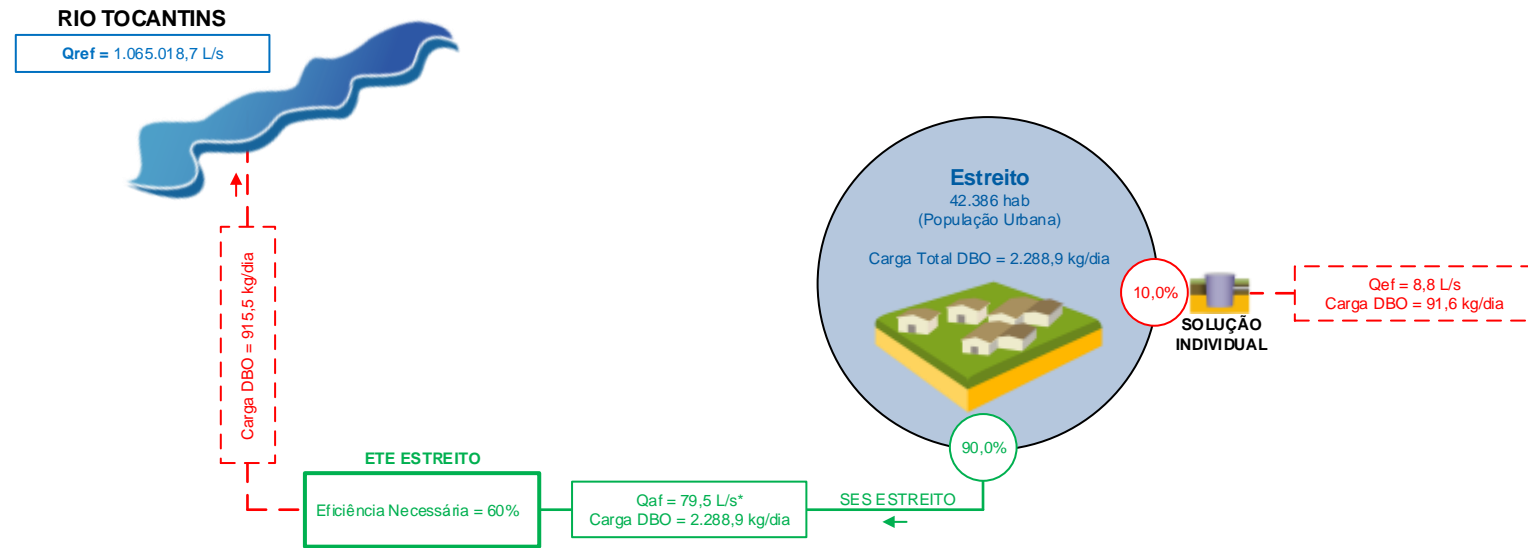 RIO TOCANTINS
Qref = 1.065.018,7 L/s
Estreito
42.386 hab
(População Urbana)
Carga Total DBO = 2.288,9 kg/dia
10,0%
SOLUÇÃO
INDIVIDUAL
Qef = 8,8 L/s
Carga DBO = 91,6 kg/dia
90,0%
SES ESTREITO
Qaf = 79,5 L/s*
Carga DBO = 2.288,9 kg/dia
ETE ESTREITO
Eficiência Necessária = 60%
Carga DBO = 915,5 kg/dia